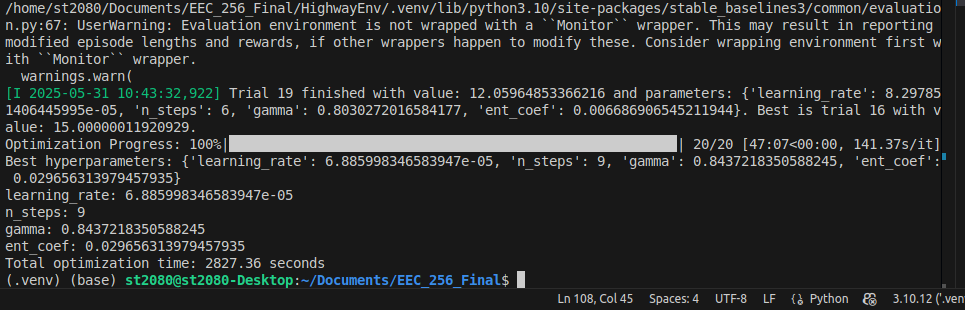 /home/st2080/Documents/EEC_256_Final/HighwayEnv/.venv/lib/python3.10/site-packages/stable_baselines3/common/evaluatio
n.py:67: UserWarning: Evaluation environment is not wrapped with a ``Monitor`` wrapper. This may result in reporting
modified episode lengths and rewards, if other wrappers happen to modify these. Consider wrapping environment first w
ith ``Monitor`` wrapper.
  warnings.warn(
[I 2025-05-31 10:43:32,922] Trial 19 finished with value: 12.05964853366216 and parameters: {'learning_rate': 8.29785
1406445995e-05, 'n_steps': 6, 'gamma': 0.8030272016584177, 'ent_coef': 0.006686906545211944}. Best is trial 16 with v
alue: 15.00000011920929.
Optimization Progress: 100%| | 20/20 [47:07<00:00, 141.37s/it]
Best hyperparameters: {'learning_rate': 6.885998346583947e-05, 'n_steps': 9, 'gamma': 0.8437218350588245, 'ent_coef':
 0.029656313979457935}
learning_rate: 6.885998346583947e-05
n_steps: 9
gamma: 0.8437218350588245
ent_coef: 0.029656313979457935
Total optimization time: 2827.36 seconds
(.venv) (base) st2080@st2080-Desktop:~/Documents/EEC_256_Final$
Ln 108, Col 45 Spaces: 4 UTF-8 LF Python 3.10.12 ('.ven